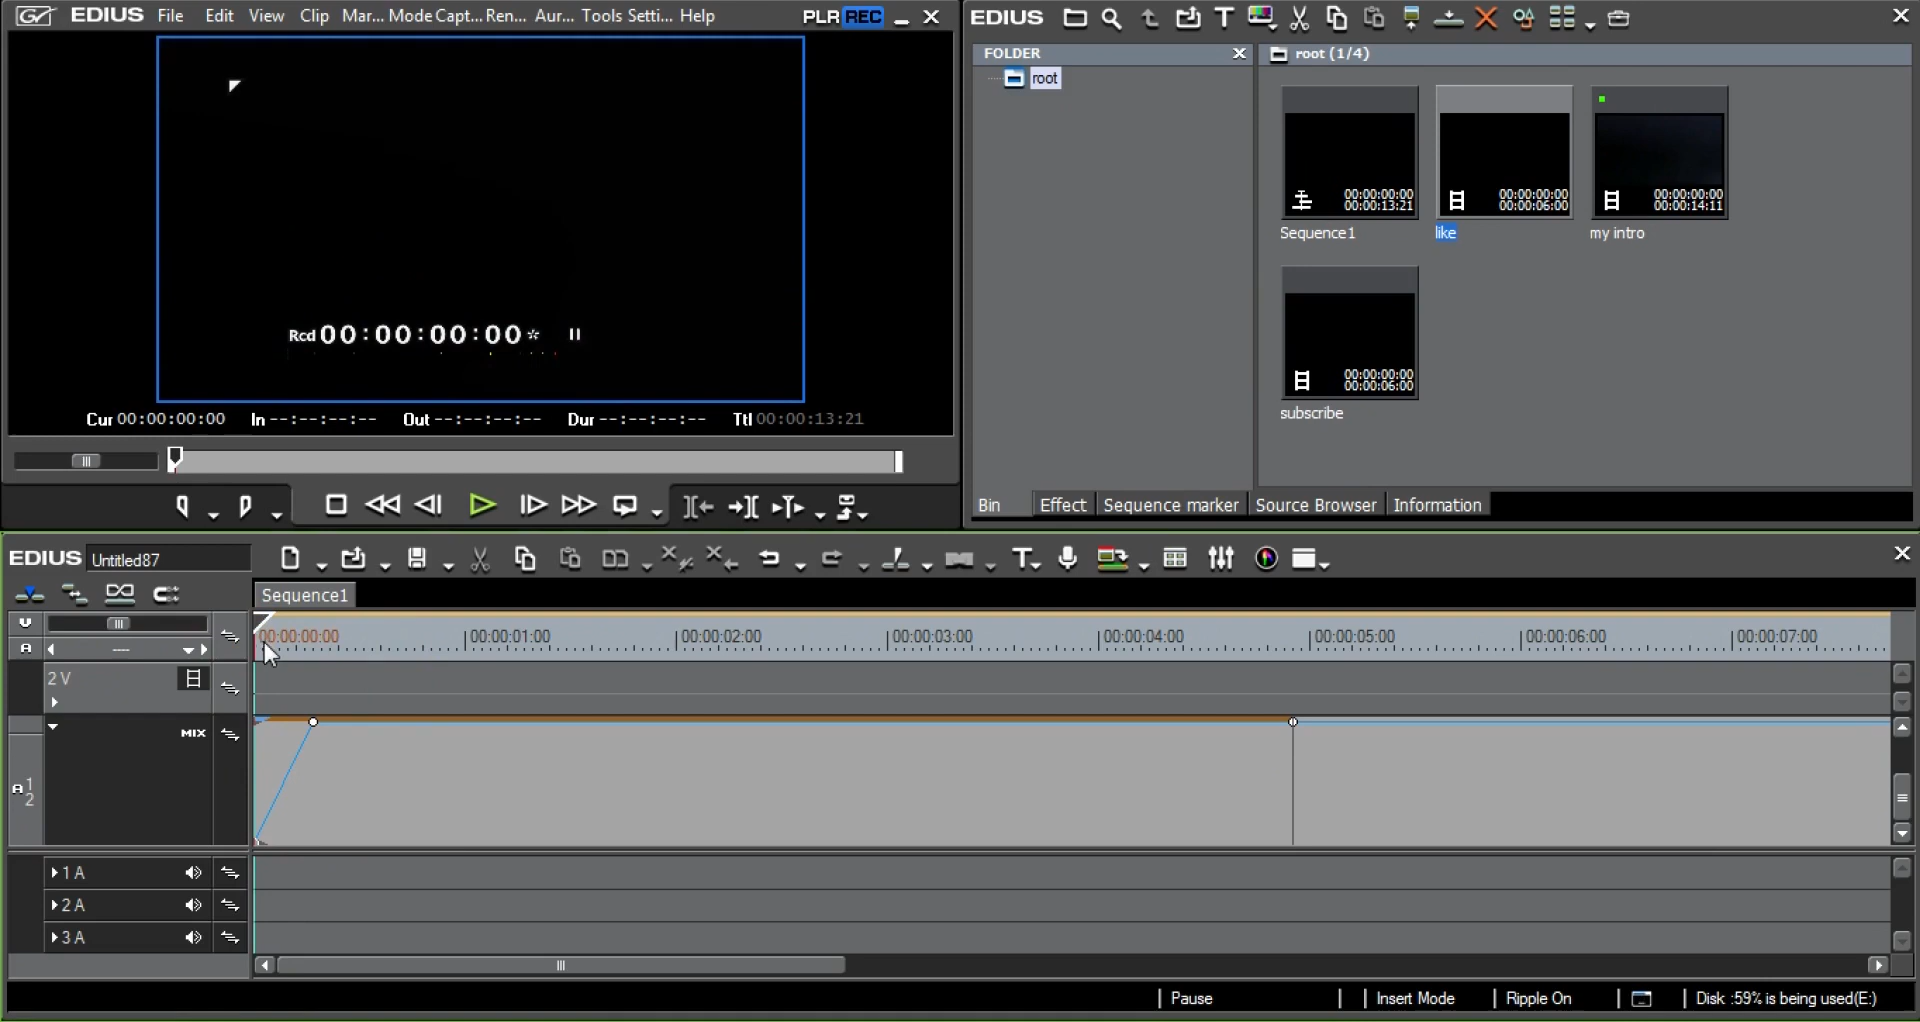 GV EDIUS File Edit View Clip Mar... Mode Capt... Ren... Aur... Tools Setti... Help PLR REC
Rcd 00:00:00:00 *
Cur 00:00:00:00 In --:--:--:-- Out --:--:--:-- Dur --:--:--:-- Ttl 00:00:13:21
EDIUS
FOLDER
root
root (1/4)
00:00:00:00
00:00:13:21
Sequence1
00:00:00:00
00:00:06:00
like
00:00:00:00
00:00:14:11
my intro
00:00:00:00
00:00:06:00
subscribe
Bin Effect Sequence marker Source Browser Information
EDIUS Untitled87
Sequence1
00:00:00:00 00:00:01:00 00:00:02:00 00:00:03:00 00:00:04:00 00:00:05:00 00:00:06:00 00:00:07:00
A
2 V
MIX
A 1
2
1 A
2 A
3 A
Pause Insert Mode Ripple On Disk :59% is being used(E:)